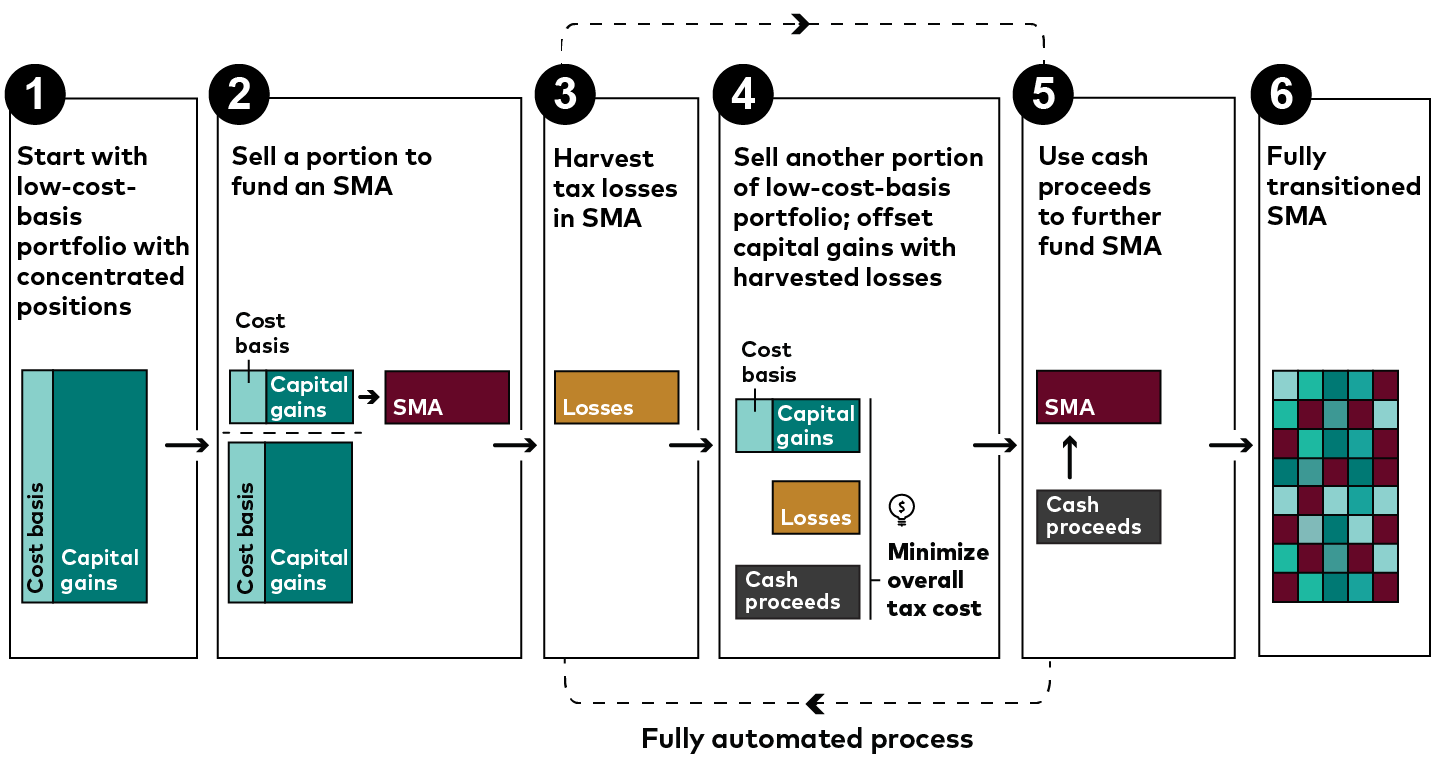 1
Start with
low-cost-
basis
portfolio with
concentrated
positions
Cost basis
Capital
gains
2
Sell a portion to
fund an SMA
Cost
basis
Capital
gains
SMA
Cost basis
Capital
gains
3
Harvest
tax losses
in SMA
Losses
4
Sell another portion
of low-cost-basis
portfolio; offset
capital gains with
harvested losses
Cost
basis
Capital
gains
Losses
Cash
proceeds
$
Minimize
overall
tax cost
5
Use cash
proceeds
to further
fund SMA
SMA
Cash
proceeds
6
Fully
transitioned
SMA
Fully automated process